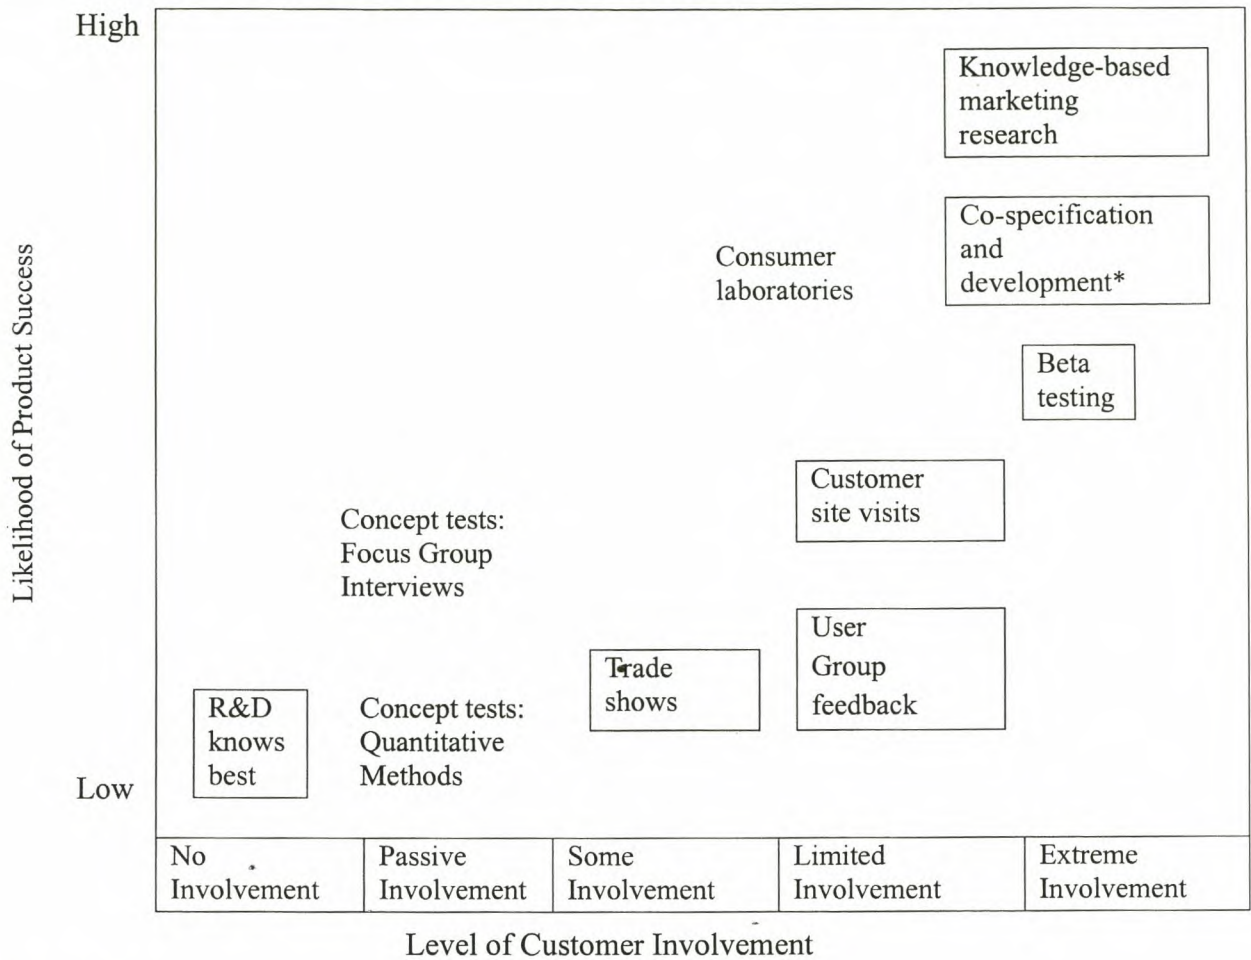 High
Knowledge-based
marketing
research
Co-specification
and
development*
Consumer
laboratories
Beta
testing
Customer
site visits
Concept tests:
Focus Group
Interviews
User
Group
feedback
Trade
shows
R&D
knows
best
Concept tests:
Quantitative
Methods
Low
Likelihood of Product Success
No
Involvement
Passive
Involvement
Some
Involvement
Limited
Involvement
Extreme
Involvement
Level of Customer Involvement